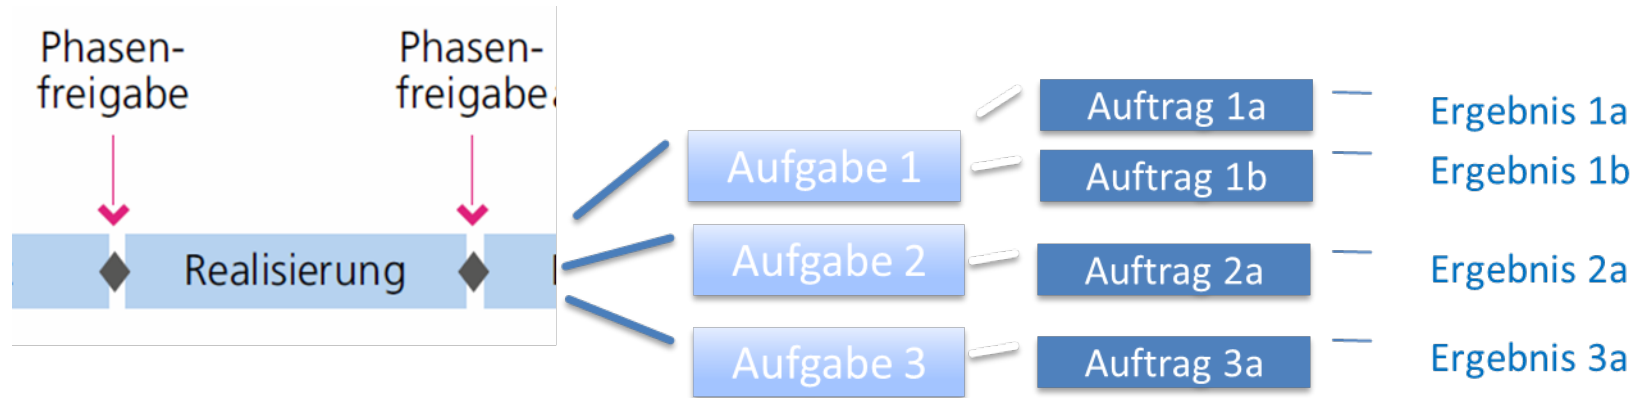 Phasen-
freigabe
Phasen-
freigabe
Realisierung
Aufgabe 1
Aufgabe 2
Aufgabe 3
Auftrag 1a
Auftrag 1b
Auftrag 2a
Auftrag 3a
Ergebnis 1a
Ergebnis 1b
Ergebnis 2a
Ergebnis 3a